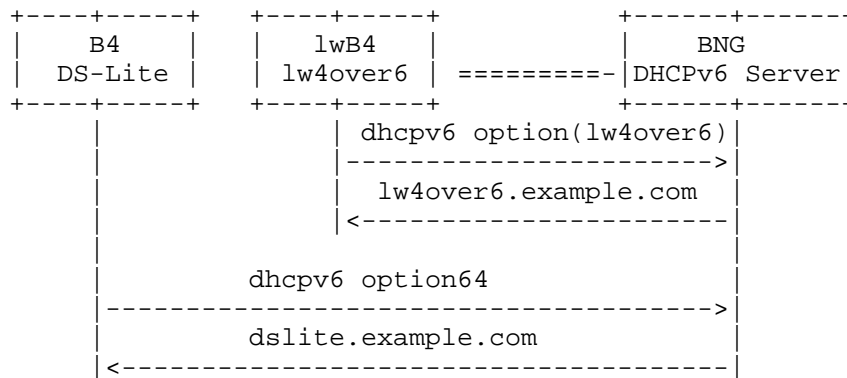 B4 lwB4 BNG
DS-Lite lw4over6 DHCPv6 Server
dhcpv6 option(lw4over6)
lw4over6.example.com
dhcpv6 option64
dslite.example.com